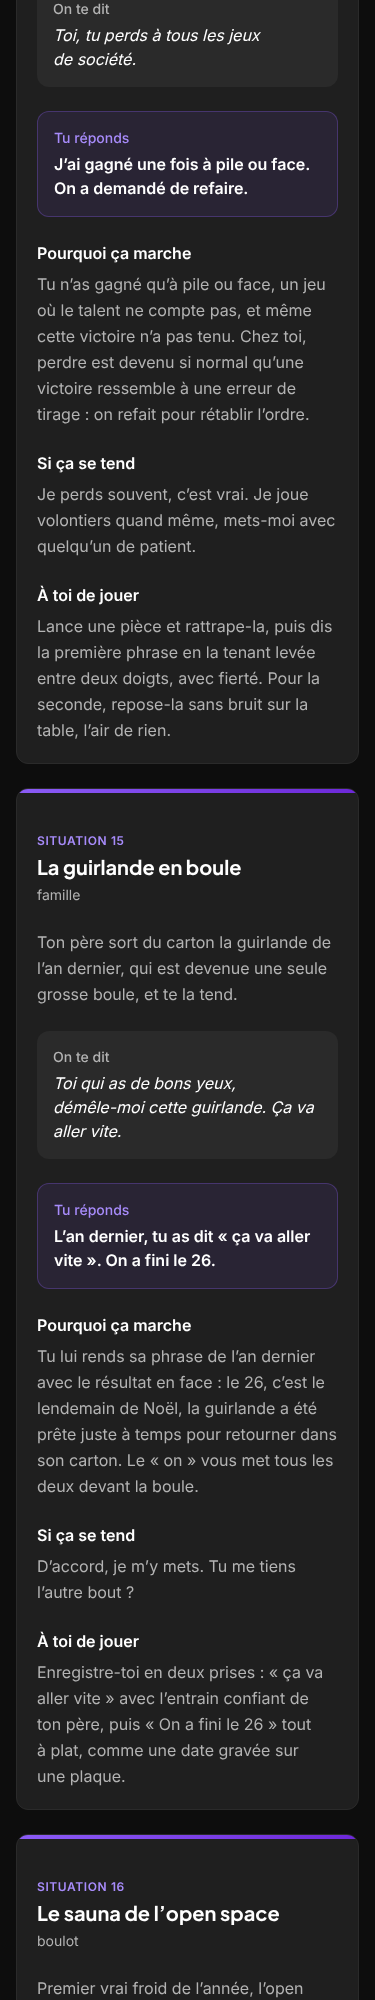 On te dit
Toi, tu perds à tous les jeux
de société.
Tu réponds
J’ai gagné une fois à pile ou face.
On a demandé de refaire.
Pourquoi ça marche
Tu n’as gagné qu’à pile ou face, un jeu
où le talent ne compte pas, et même
cette victoire n’a pas tenu. Chez toi,
perdre est devenu si normal qu’une
victoire ressemble à une erreur de
tirage : on refait pour rétablir l’ordre.
Si ça se tend
Je perds souvent, c’est vrai. Je joue
volontiers quand même, mets-moi avec
quelqu’un de patient.
À toi de jouer
Lance une pièce et rattrape-la, puis dis
la première phrase en la tenant levée
entre deux doigts, avec fierté. Pour la
seconde, repose-la sans bruit sur la
table, l’air de rien.
SITUATION 15
La guirlande en boule
famille
Ton père sort du carton la guirlande de
l’an dernier, qui est devenue une seule
grosse boule, et te la tend.
On te dit
Toi qui as de bons yeux,
démêle-moi cette guirlande. Ça va
aller vite.
Tu réponds
L’an dernier, tu as dit « ça va aller
vite ». On a fini le 26.
Pourquoi ça marche
Tu lui rends sa phrase de l’an dernier
avec le résultat en face : le 26, c’est le
lendemain de Noël, la guirlande a été
prête juste à temps pour retourner dans
son carton. Le « on » vous met tous les
deux devant la boule.
Si ça se tend
D’accord, je m’y mets. Tu me tiens
l’autre bout ?
À toi de jouer
Enregistre-toi en deux prises : « ça va
aller vite » avec l’entrain confiant de
ton père, puis « On a fini le 26 » tout
à plat, comme une date gravée sur
une plaque.
SITUATION 16
Le sauna de l’open space
boulot
Premier vrai froid de l’année, l’open